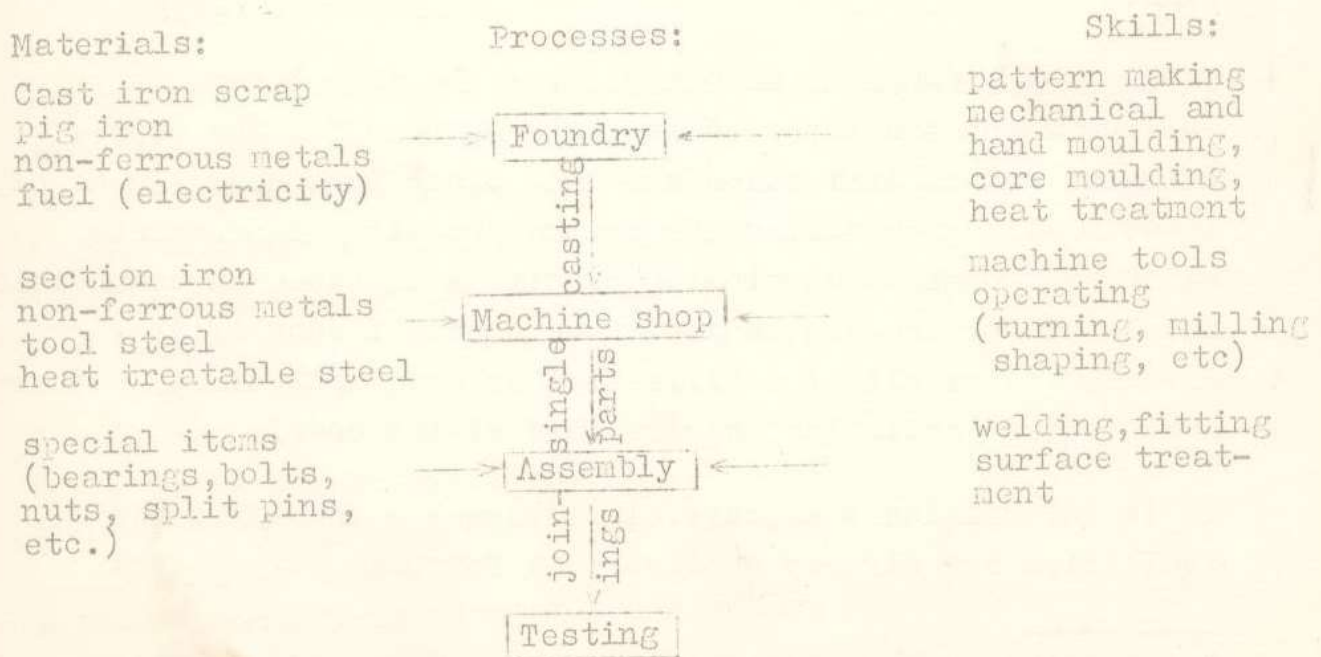 Materials:
Cast iron scrap
pig iron
non-ferrous metals
fuel (electricity)
section iron
non-ferrous metals
tool steel
heat treatable steel
special items
(bearings,bolts,
nuts, split pins,
etc.)
Processes:
Foundry
casting
Machine shop
single
parts
Assembly
join-
ings
Testing
Skills:
pattern making
mechanical and
hand moulding,
core moulding,
heat treatment
machine tools
operating
(turning, milling
shaping, etc)
welding,fitting
surface treat-
ment